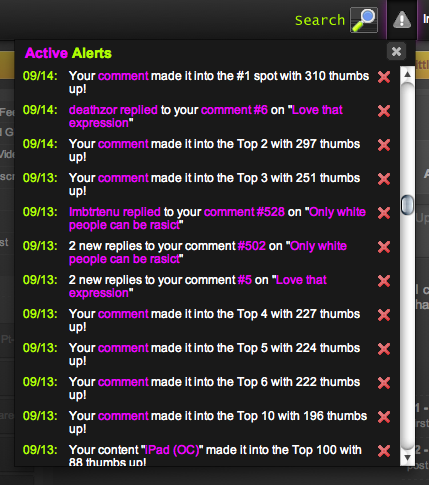 Search
Active Alerts
09/14: Your comment made it into the #1 spot with 310 thumbs
up!
09/14: deathzor replied to your comment #6 on "Love that
expression"
09/14: Your comment made it into the Top 2 with 297 thumbs
up!
09/13: Your comment made it into the Top 3 with 251 thumbs
up!
09/13: Imbtrtenu replied to your comment #528 on "Only white
people can be rasict"
09/13: 2 new replies to your comment #502 on "Only white
people can be rasict"
09/13: 2 new replies to your comment #5 on "Love that
expression"
09/13: Your comment made it into the Top 4 with 227 thumbs
up!
09/13: Your comment made it into the Top 5 with 224 thumbs
up!
09/13: Your comment made it into the Top 6 with 222 thumbs
up!
09/13: Your comment made it into the Top 10 with 196 thumbs
up!
09/13: Your content "iPad (OC)" made it into the Top 100 with
88 thumbs up!